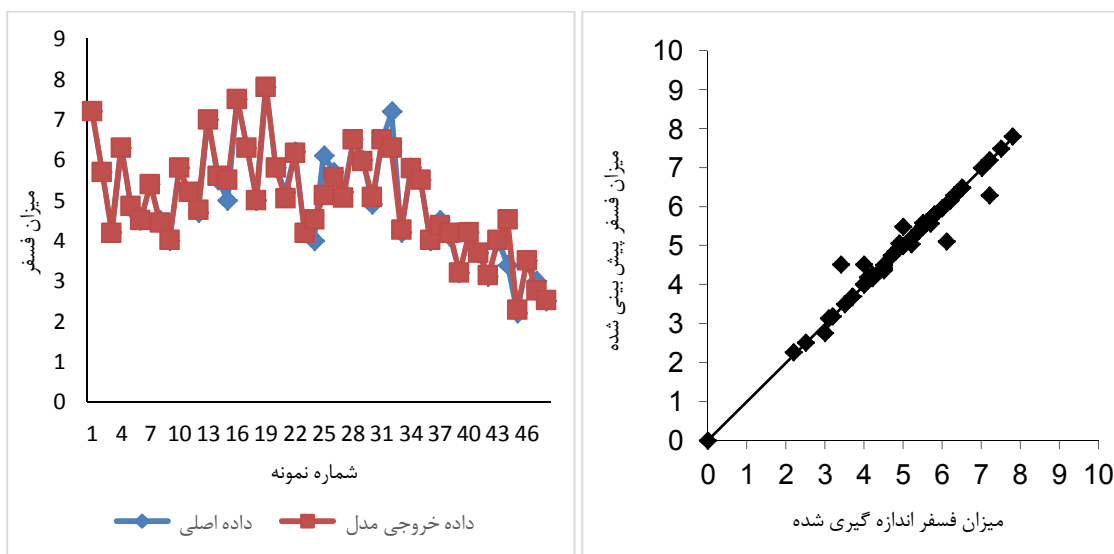 9
8
7
6
5
4
3
2
1
0
میزان فسفر
1 4 7 10 13 16 19 22 25 28 31 34 37 40 43 46
شماره نمونه
داده اصلی
داده خروجی مدل
10
9
8
7
6
5
4
3
2
1
0
میزان فسفر پیش بینی شده
0 1 2 3 4 5 6 7 8 9 10
میزان فسفر اندازه گیری شده